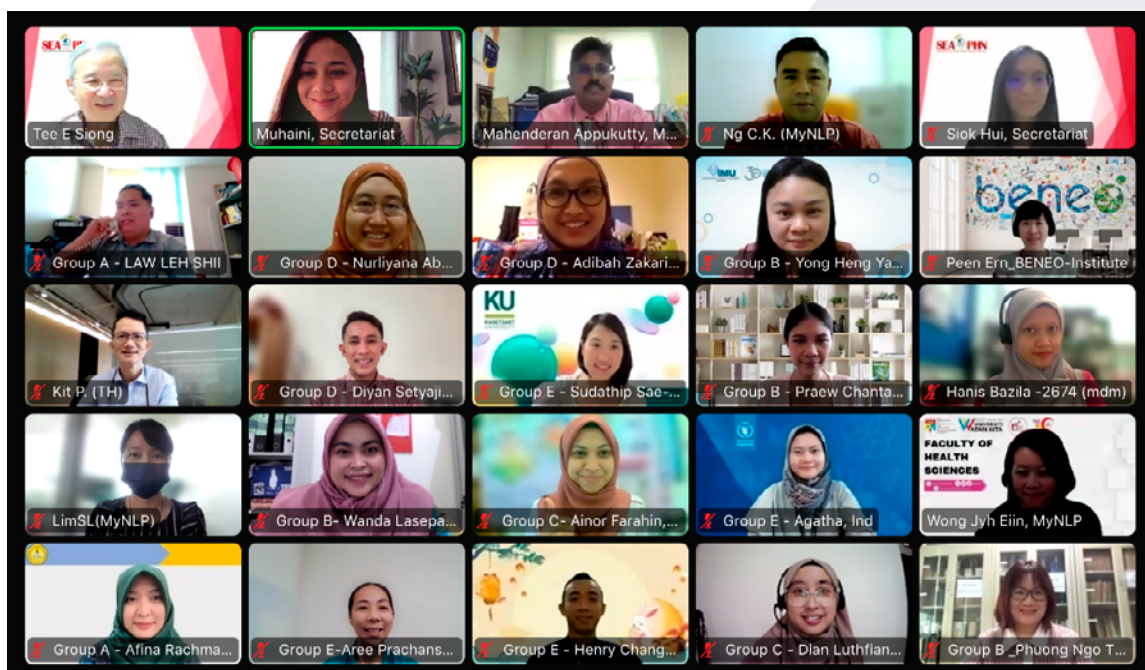 SEA PHN
Tee E Siong
Muhaini, Secretariat
Mahenderan Appukutty, M...
Ng C.K. (MyNLP)
SEA PHN
Siok Hui, Secretariat
Group A - LAW LEH SHII
Group D - Nurliyana Ab...
Group D - Adibah Zakari...
IMU
Group B - Yong Heng Ya...
beneo
Peen Ern_BENEO-Institute
Kit P. (TH)
Group D - Diyan Setyaji...
KU
KASETSART
UNIVERSITY
Group E - Sudathip Sae-...
Group B - Praew Chanta...
Hanis Bazila -2674 (mdm)
LimSL(MyNLP)
Group B- Wanda Lasepa...
Group C- Ainor Farahin,...
Group E - Agatha, Ind
FACULTY OF
HEALTH
SCIENCES
Wong Jyh Eiin, MyNLP
Group A - Afina Rachma...
Group E-Aree Prachans...
Group E - Henry Chang...
Group C - Dian Luthfian...
Group B _Phuong Ngo T...